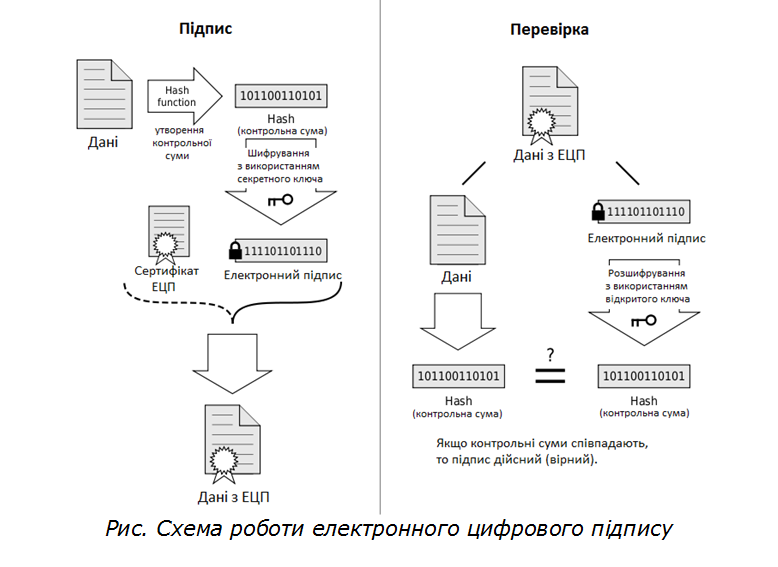 Підпис
Hash
function
утворення
контрольної
суми
Дані
101100110101
Hash
(контрольна сума)
Шифрування
з використанням
секретного ключа
Сертифікат
ЕЦП
111101101110
Електронний підпис
Дані з ЕЦП
Перевірка
Дані з ЕЦП
Дані
111101101110
Електронний підпис
Розшифрування
з використанням
відкритого ключа
101100110101
Hash
(контрольна сума)
?
=
101100110101
Hash
(контрольна сума)
Якщо контрольні суми співпадають,
то підпис дійсний (вірний).
Рис. Схема роботи електронного цифрового підпису